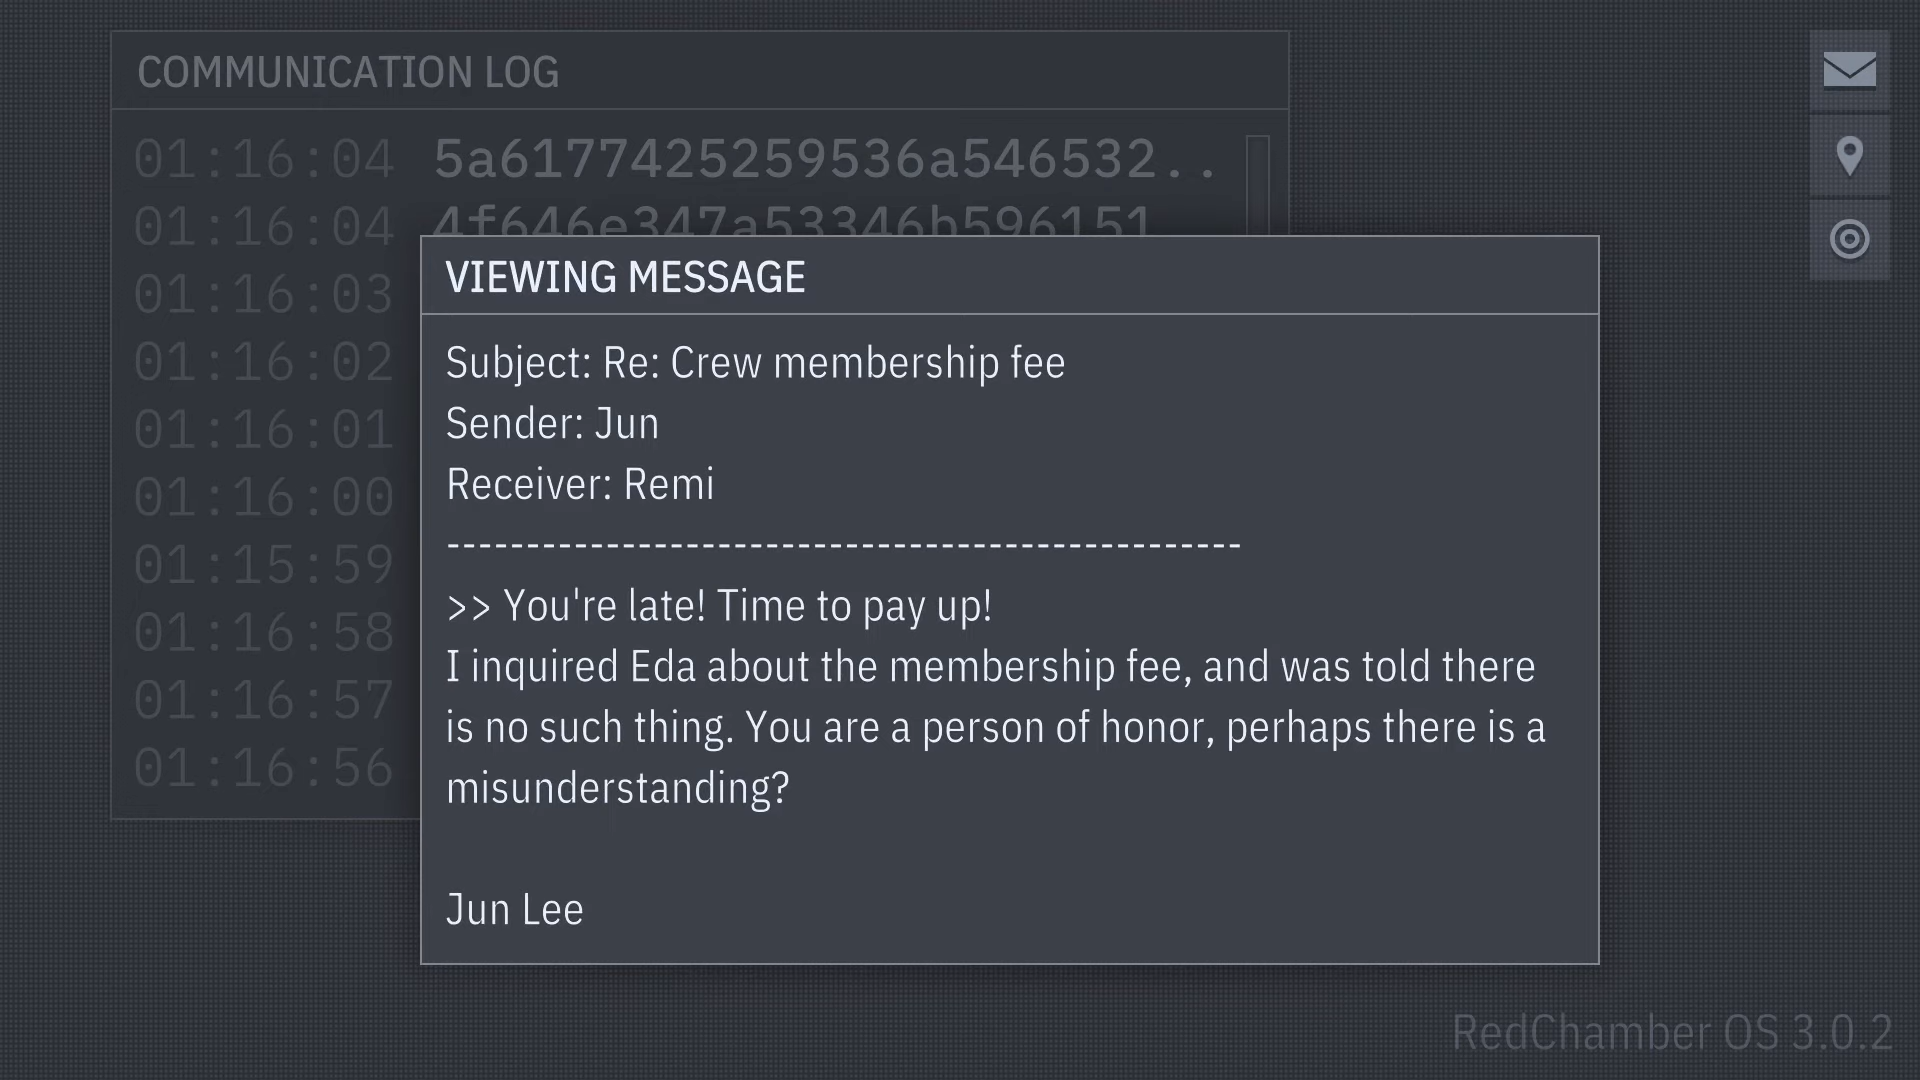 COMMUNICATION LOG
01:16:04 5a6177425259536a546532..
01:16:04 4f646e347a53346b596151
01:16:03
01:16:02
01:16:01
01:16:00
01:15:59
01:16:58
01:16:57
01:16:56
VIEWING MESSAGE
Subject: Re: Crew membership fee
Sender: Jun
Receiver: Remi
--------------------------------------------------
>> You're late! Time to pay up!
I inquired Eda about the membership fee, and was told there
is no such thing. You are a person of honor, perhaps there is a
misunderstanding?
Jun Lee
RedChamber OS 3.0.2